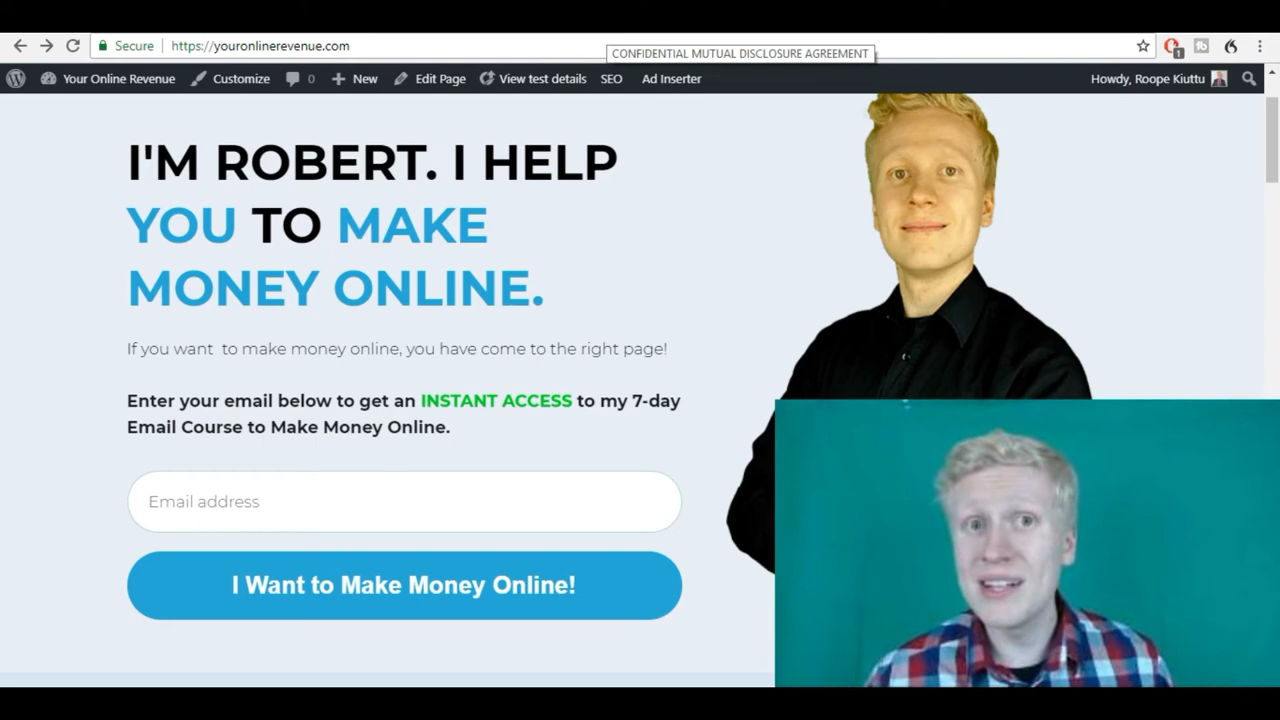 Secure
https://youronlinerevenue.com
CONFIDENTIAL MUTUAL DISCLOSURE AGREEMENT
1
Your Online Revenue
Customize
0
New
Edit Page
View test details
SEO
Ad Inserter
Howdy, Roope Kiuttu
I'M ROBERT. I HELP
YOU TO MAKE
MONEY ONLINE.
If you want to make money online, you have come to the right page!
Enter your email below to get an INSTANT ACCESS to my 7-day
Email Course to Make Money Online.
Email address
I Want to Make Money Online!